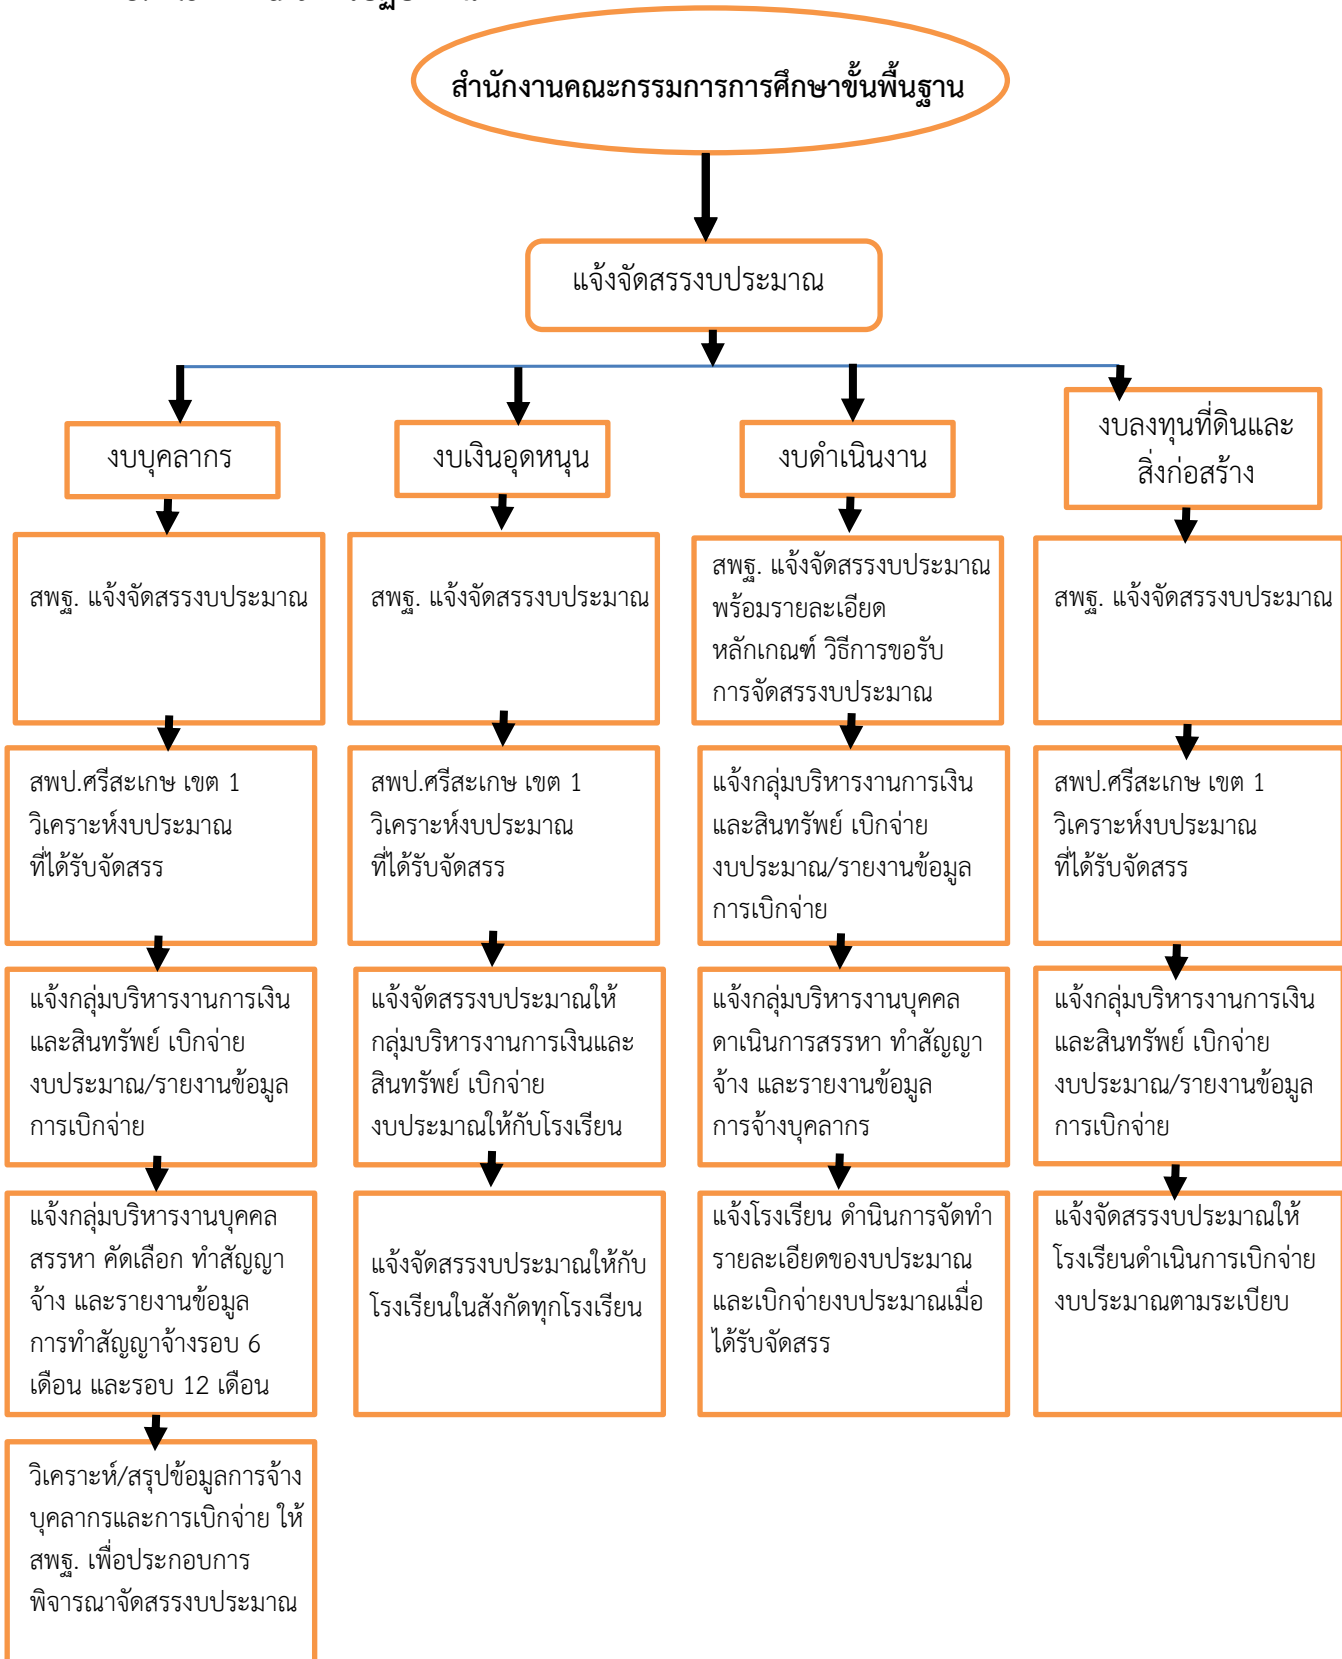 สำนักงานคณะกรรมการการศึกษาขั้นพื้นฐาน
แจ้งจัดสรรงบประมาณ
งบบุคลากร
งบเงินอุดหนุน
งบดำเนินงาน
งบลงทุนที่ดินและ
สิ่งก่อสร้าง
สพฐ. แจ้งจัดสรรงบประมาณ
สพฐ. แจ้งจัดสรรงบประมาณ
สพฐ. แจ้งจัดสรรงบประมาณ
พร้อมรายละเอียด
หลักเกณฑ์ วิธีการขอรับ
การจัดสรรงบประมาณ
สพฐ. แจ้งจัดสรรงบประมาณ
สพป.ศรีสะเกษ เขต 1
วิเคราะห์งบประมาณ
ที่ได้รับจัดสรร
สพป.ศรีสะเกษ เขต 1
วิเคราะห์งบประมาณ
ที่ได้รับจัดสรร
แจ้งกลุ่มบริหารงานการเงิน
และสินทรัพย์ เบิกจ่าย
งบประมาณ/รายงานข้อมูล
การเบิกจ่าย
สพป.ศรีสะเกษ เขต 1
วิเคราะห์งบประมาณ
ที่ได้รับจัดสรร
แจ้งกลุ่มบริหารงานการเงิน
และสินทรัพย์ เบิกจ่าย
งบประมาณ/รายงานข้อมูล
การเบิกจ่าย
แจ้งจัดสรรงบประมาณให้
กลุ่มบริหารงานการเงินและ
สินทรัพย์ เบิกจ่าย
งบประมาณให้กับโรงเรียน
แจ้งกลุ่มบริหารงานบุคคล
ดาเนินการสรรหา ทำสัญญา
จ้าง และรายงานข้อมูล
การจ้างบุคลากร
แจ้งกลุ่มบริหารงานการเงิน
และสินทรัพย์ เบิกจ่าย
งบประมาณ/รายงานข้อมูล
การเบิกจ่าย
แจ้งกลุ่มบริหารงานบุคคล
สรรหา คัดเลือก ทำสัญญา
จ้าง และรายงานข้อมูล
การทำสัญญาจ้างรอบ 6
เดือน และรอบ 12 เดือน
แจ้งจัดสรรงบประมาณให้กับ
โรงเรียนในสังกัดทุกโรงเรียน
แจ้งโรงเรียน ดำนินการจัดทำ
รายละเอียดของบประมาณ
และเบิกจ่ายงบประมาณเมื่อ
ได้รับจัดสรร
แจ้งจัดสรรงบประมาณให้
โรงเรียนดำเนินการเบิกจ่าย
งบประมาณตามระเบียบ
วิเคราะห์/สรุปข้อมูลการจ้าง
บุคลากรและการเบิกจ่าย ให้
สพฐ. เพื่อประกอบการ
พิจารณาจัดสรรงบประมาณ